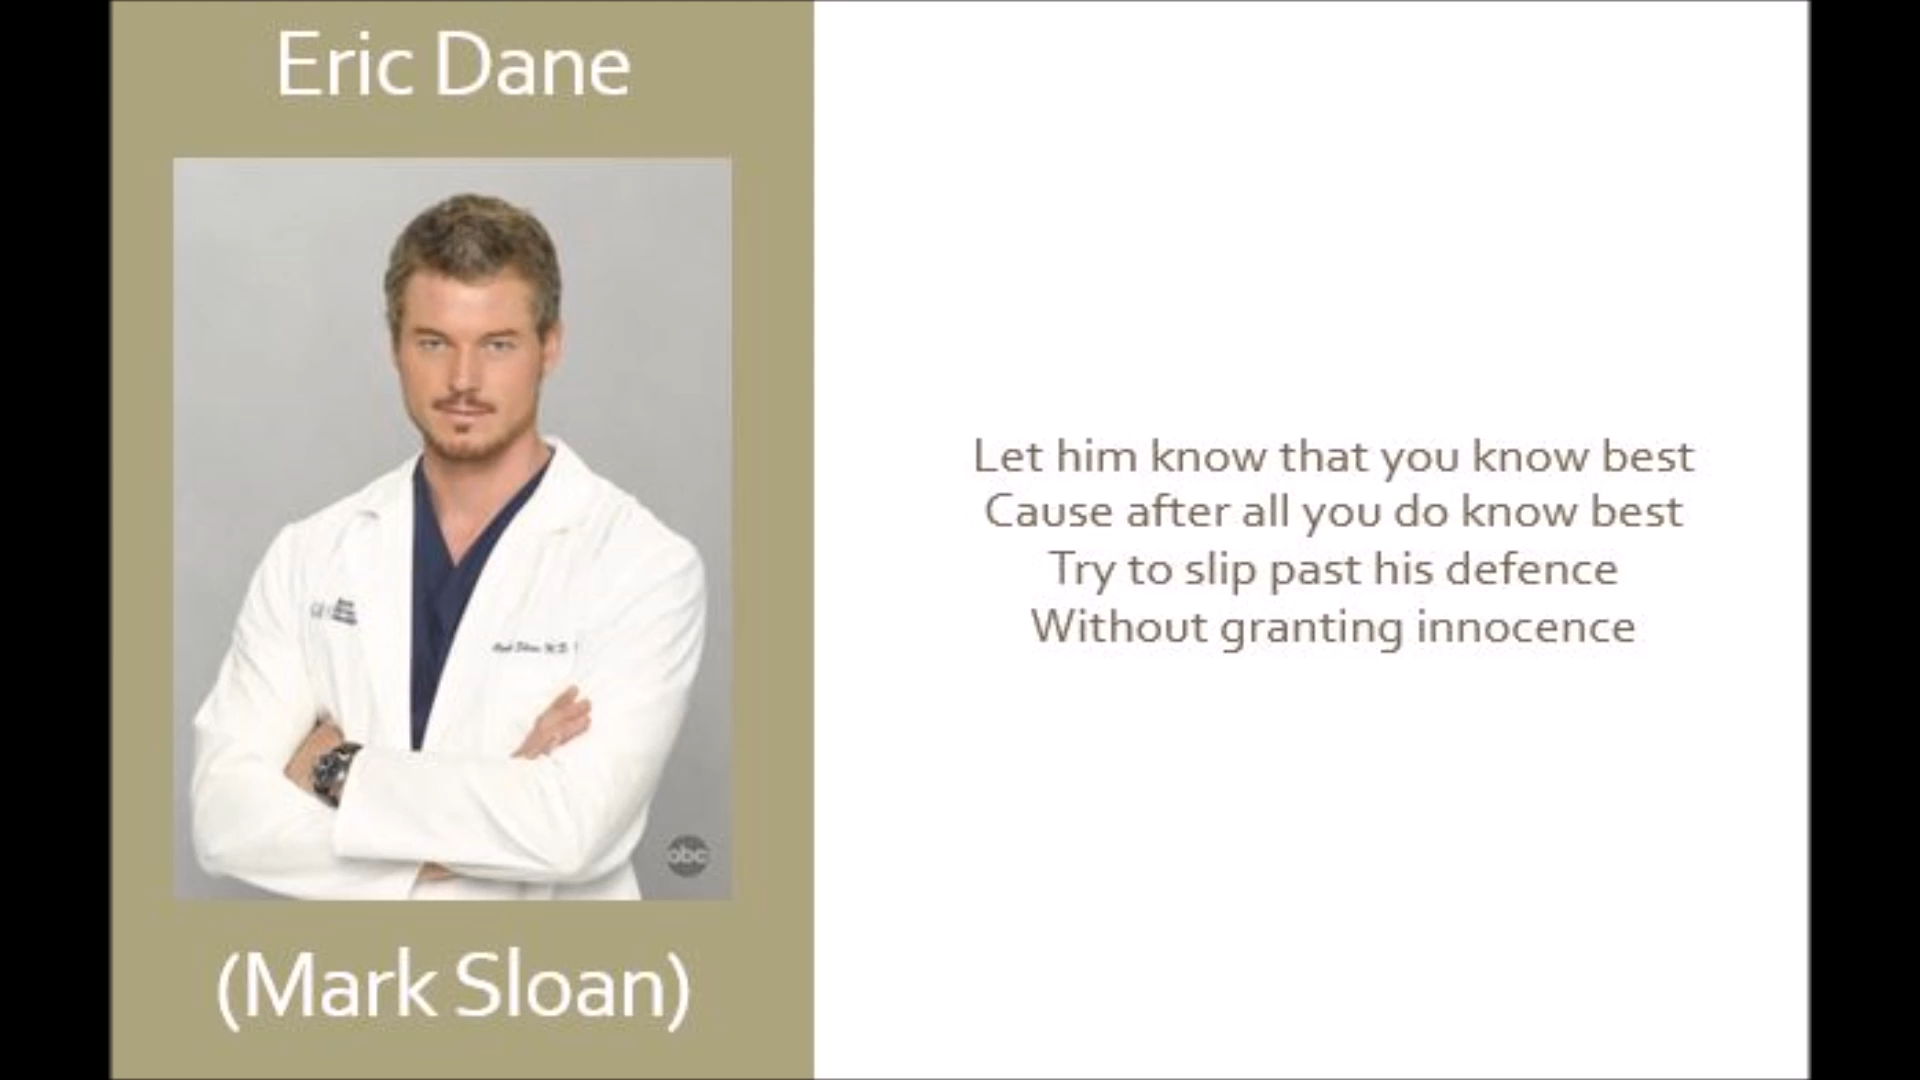 Eric Dane
abc
(Mark Sloan)
Let him know that you know best
Cause after all you do know best
Try to slip past his defence
Without granting innocence